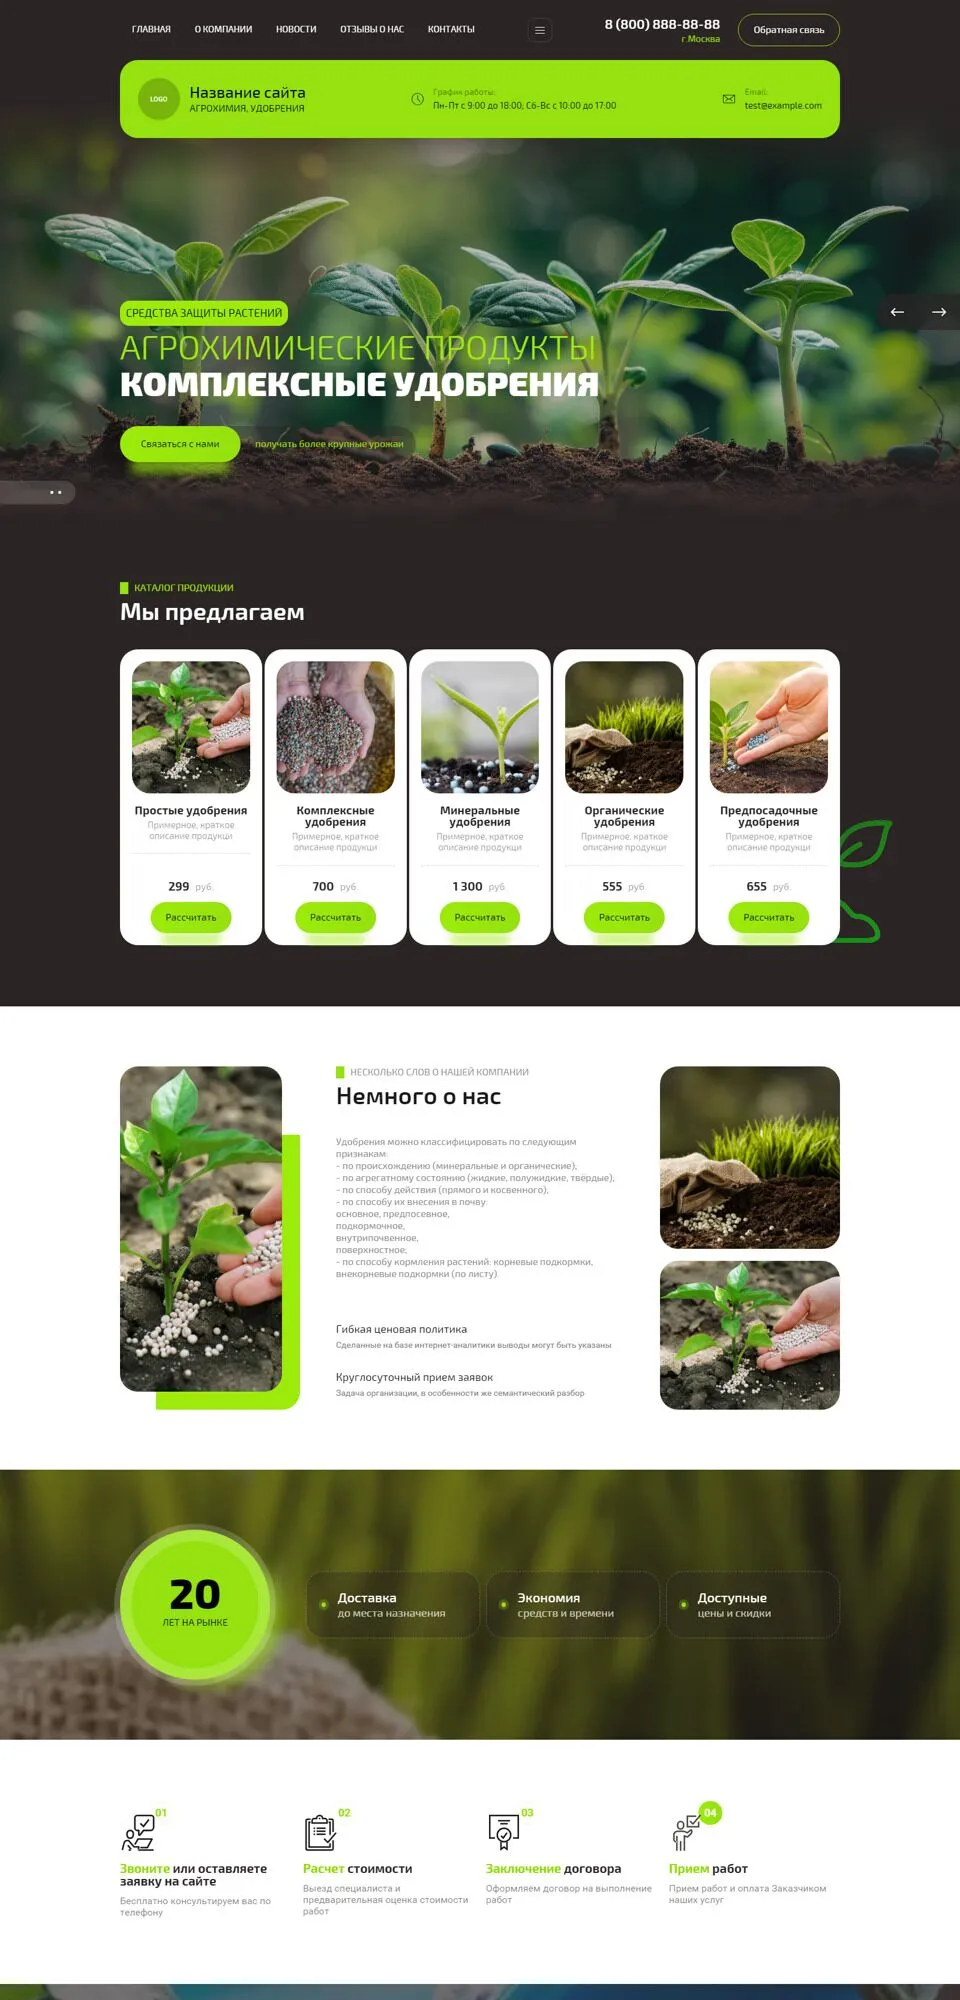 ГЛАВНАЯ
О КОМПАНИИ
НОВОСТИ
ОТЗЫВЫ О НАС
КОНТАКТЫ
8 (800) 888-88-88
г.Москва
Обратная связь
LOGO
Название сайта
АГРОХИМИЯ, УДОБРЕНИЯ
График работы:
Пн-Пт с 9:00 до 18:00, Сб-Вс с 10:00 до 17:00
Email:
test@example.com
СРЕДСТВА ЗАЩИТЫ РАСТЕНИЙ
АГРОХИМИЧЕСКИЕ ПРОДУКТЫ
КОМПЛЕКСНЫЕ УДОБРЕНИЯ
Связаться с нами
получать более крупные урожаи
КАТАЛОГ ПРОДУКЦИИ
Мы предлагаем
Простые удобрения
Примерное, краткое
описание продукци
299 руб.
Рассчитать
Комплексные
удобрения
Примерное, краткое
описание продукци
700 руб.
Рассчитать
Минеральные
удобрения
Примерное, краткое
описание продукци
1 300 руб.
Рассчитать
Органические
удобрения
Примерное, краткое
описание продукци
555 руб.
Рассчитать
Предпосадочные
удобрения
Примерное, краткое
описание продукци
655 руб.
Рассчитать
НЕСКОЛЬКО СЛОВ О НАШЕЙ КОМПАНИИ
Немного о нас
Удобрения можно классифицировать по следующим
признакам:
- по происхождению (минеральные и органические);
- по агрегатному состоянию (жидкие, полужидкие, твёрдые),
- по способу действия (прямого и косвенного),
- по способу их внесения в почву:
основное, предпосевное,
подкормочное,
внутрипочвенное,
поверхностное,
- по способу кормления растений: корневые подкормки,
внекорневые подкормки (по листу).
Гибкая ценовая политика
Сделанные на базе интернет-аналитики выводы могут быть указаны
Круглосуточный прием заявок
Задача организации, в особенности же семантический разбор
20
ЛЕТ НА РЫНКЕ
Доставка
до места назначения
Экономия
средств и времени
Доступные
цены и скидки
01
Звоните или оставляете
заявку на сайте
Бесплатно консультируем вас по
телефону
02
Расчет стоимости
Выезд специалиста и
предварительная оценка стоимости
работ
03
Заключение договора
Оформляем договор на выполнение
работ
04
Прием работ
Прием работ и оплата Заказчиком
наших услуг